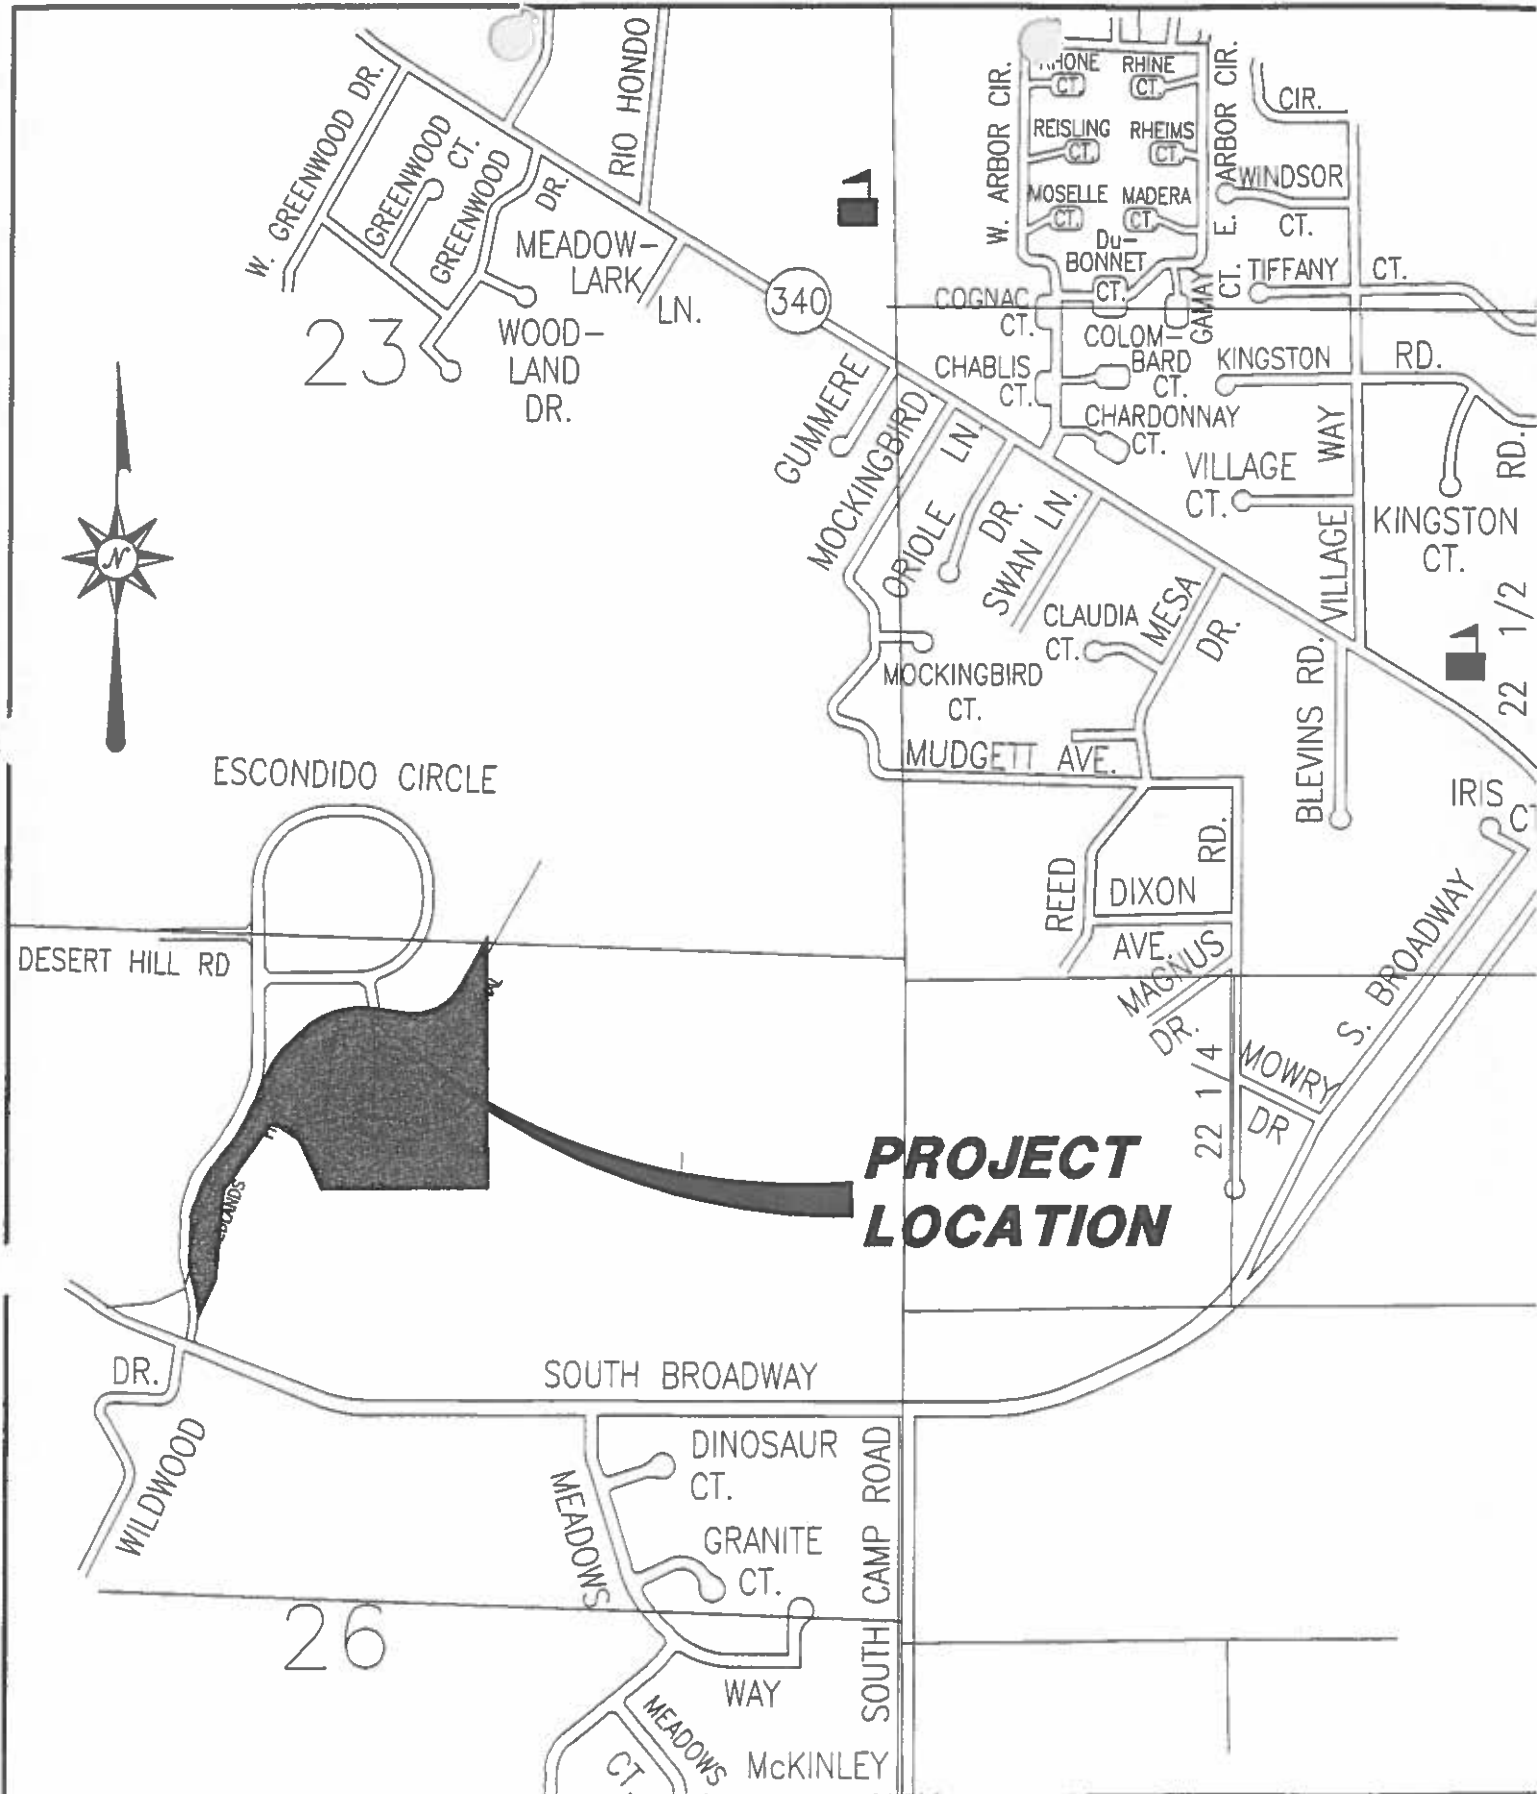 W. GREENWOOD DR.
GREENWOOD
CT.
GREENWOOD
DR.
RIO HONDO
MEADOW-
LARK
LN.
WOOD-
LAND
DR.
23
340
W. ARBOR CIR.
RHINE
CT.
CT.
REISLING
CT.
RHEIMS
CT.
MOSELLE
CT.
MADERA
CT.
Du-
BONNET
CT.
E. ARBOR CIR.
CIR.
WINDSOR
CT.
TIFFANY CT.
GAMAY
CT.
COGNAC
CT.
COLOM-
BARD
CT.
CHABLIS
CT.
CHARDONNAY
CT.
KINGSTON RD.
RD.
KINGSTON
CT.
VILLAGE
CT.
VILLAGE WAY
GUMMERE
MOCKINGBIRD
LN.
ORIOLE
DR.
SWAN LN.
CLAUDIA
CT.
MESA
DR.
MOCKINGBIRD
CT.
MUDGETT AVE.
BLEVINS RD.
22 1/2
IRIS
CT
REED
DIXON
AVE.
RD.
MAGNUS
DR.
S. BROADWAY
22 1 4
MOWRY
DR
N
ESCONDIDO CIRCLE
DESERT HILL RD
PROJECT
LOCATION
SOUTH BROADWAY
DR.
WILDWOOD
DINOSAUR
CT.
MEADOWS
GRANITE
CT.
WAY
SOUTH CAMP ROAD
26
MEADOWS
CT.
McKINLEY